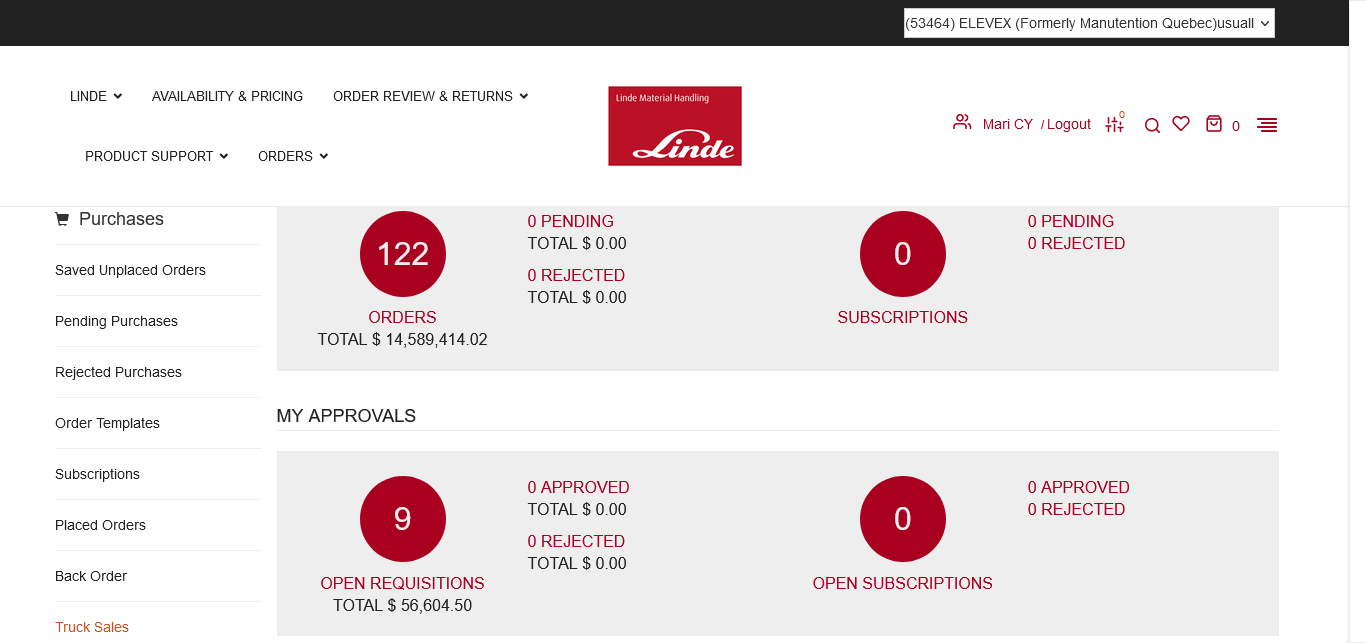 (53464) ELEVEX (Formerly Manutention Quebec)usuall
LINDE
AVAILABILITY & PRICING
ORDER REVIEW & RETURNS
PRODUCT SUPPORT
ORDERS
Linde Material Handling
Linde
Mari CY / Logout
0
0
Purchases
Saved Unplaced Orders
Pending Purchases
Rejected Purchases
Order Templates
Subscriptions
Placed Orders
Back Order
Truck Sales
122
ORDERS
TOTAL $ 14,589,414.02
0 PENDING
TOTAL $ 0.00
0 REJECTED
TOTAL $ 0.00
0
SUBSCRIPTIONS
0 PENDING
0 REJECTED
MY APPROVALS
9
OPEN REQUISITIONS
TOTAL $ 56,604.50
0 APPROVED
TOTAL $ 0.00
0 REJECTED
TOTAL $ 0.00
0
OPEN SUBSCRIPTIONS
0 APPROVED
0 REJECTED